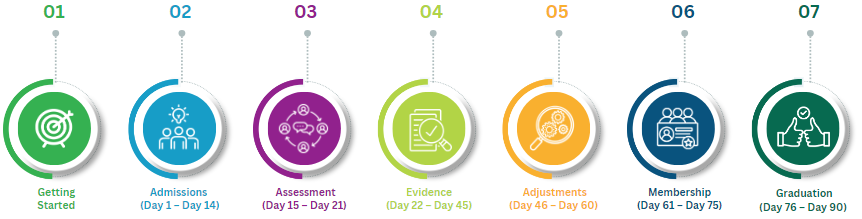 01
02
03
04
05
06
07
Getting
Started
Admissions
(Day 1 – Day 14)
Assessment
(Day 15 – Day 21)
Evidence
(Day 22 – Day 45)
Adjustments
(Day 46 – Day 60)
Membership
(Day 61 – Day 75)
Graduation
(Day 76 – Day 90)